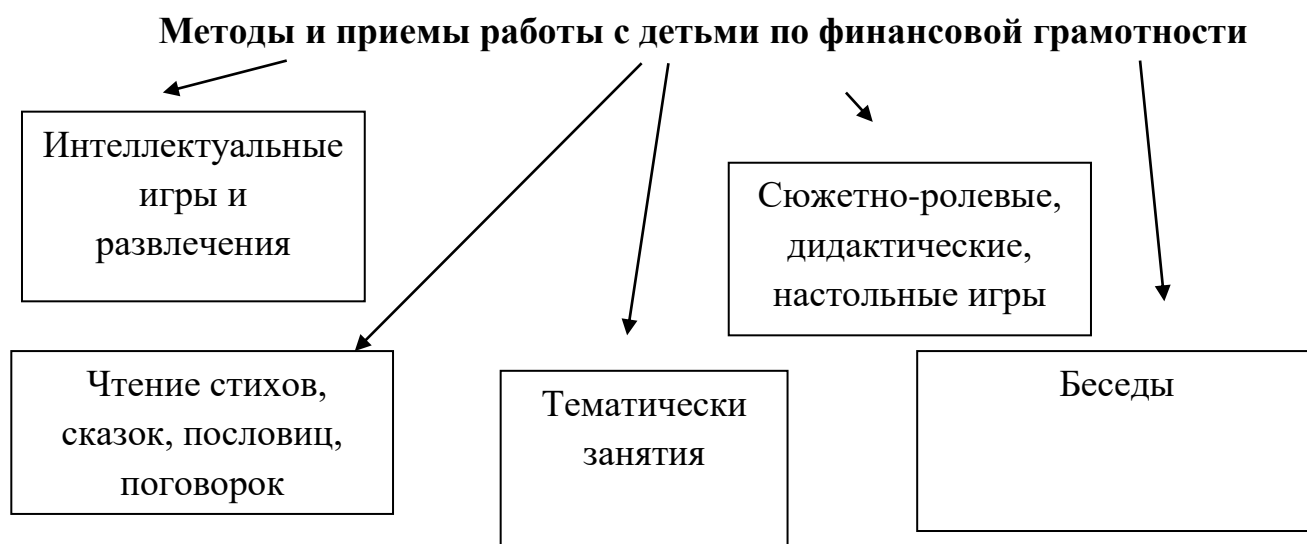 Методы и приемы работы с детьми по финансовой грамотности
Интеллектуальные
игры и
развлечения
Сюжетно-ролевые,
дидактические,
настольные игры
Чтение стихов,
сказок, пословиц,
поговорок
Тематически
занятия
Беседы